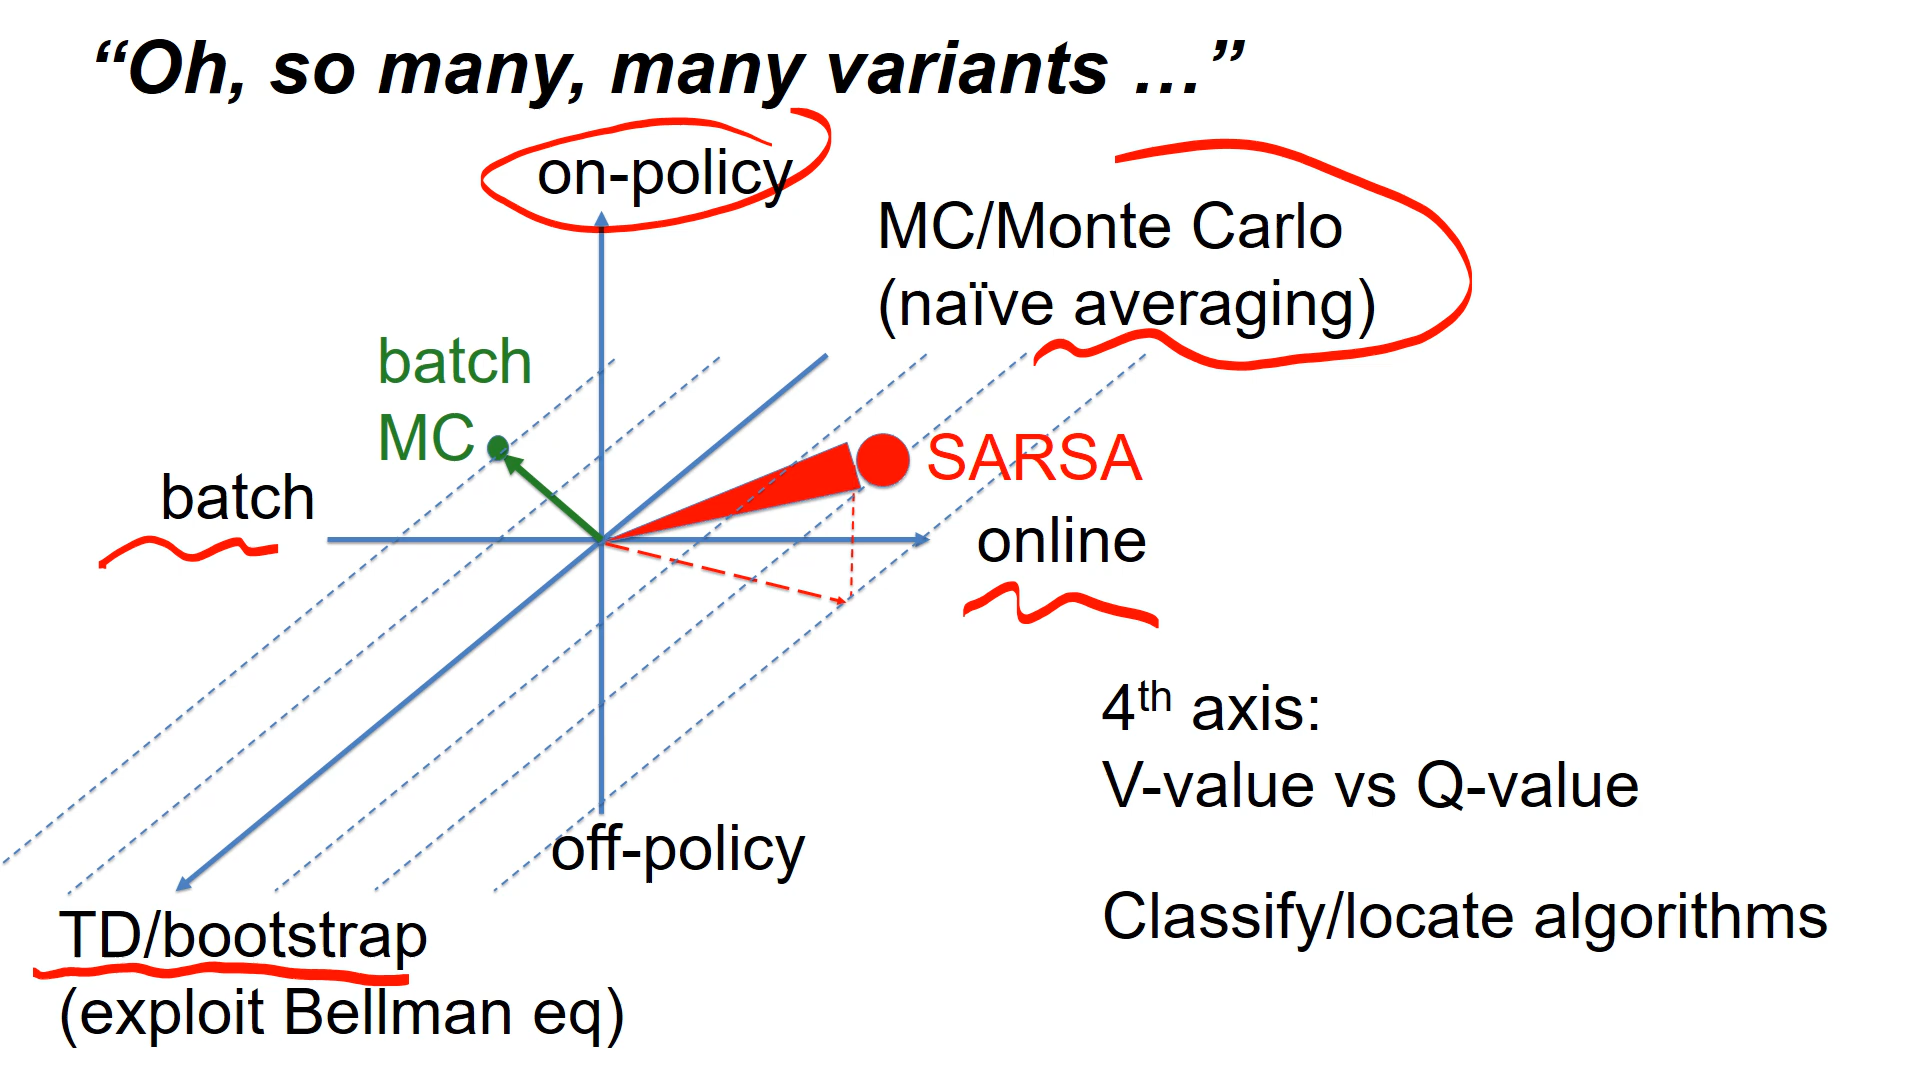 “Oh, so many, many variants …”
on-policy
MC/Monte Carlo
(naïve averaging)
batch
MC
SARSA
batch
online
4th axis:
V-value vs Q-value
off-policy
Classify/locate algorithms
TD/bootstrap
(exploit Bellman eq)